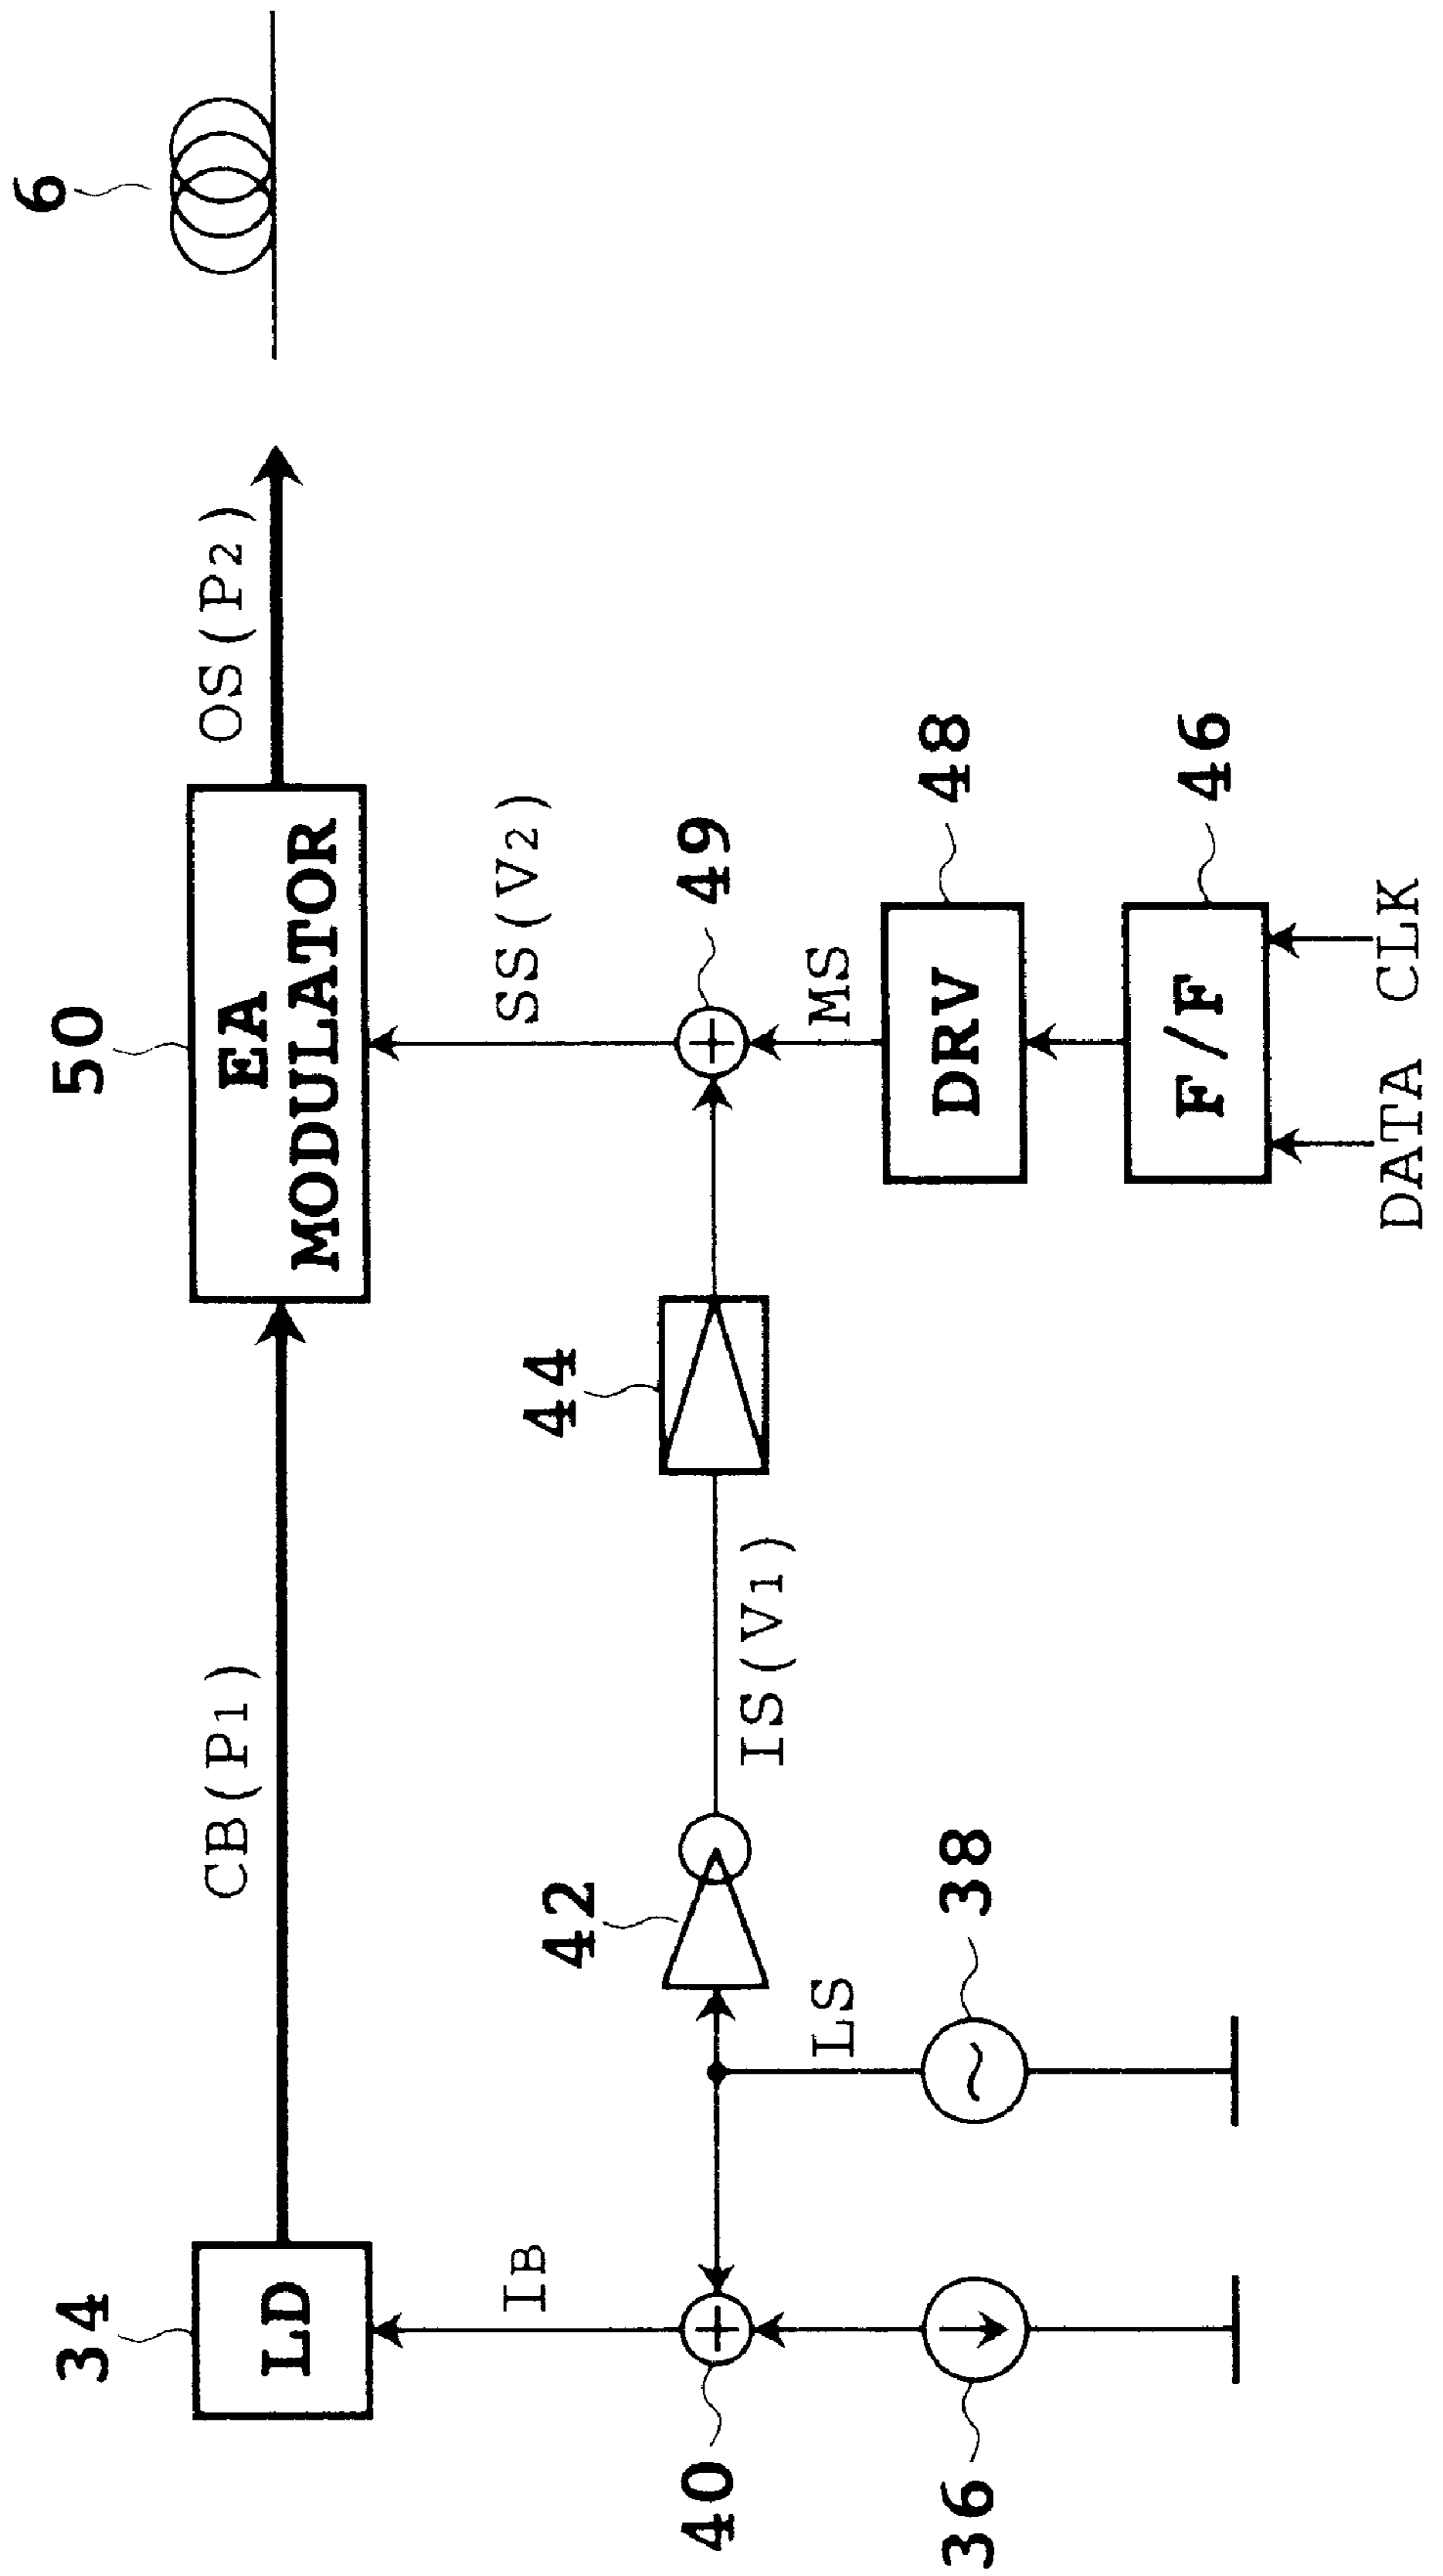 34
LD
CB(P1)
50
EA
MODULATOR
OS(P2)
6
IB
SS(V2)
42
44
49
40
IS(V1)
LS
MS
36
38
DRV
48
F/F
46
DATA
CLK